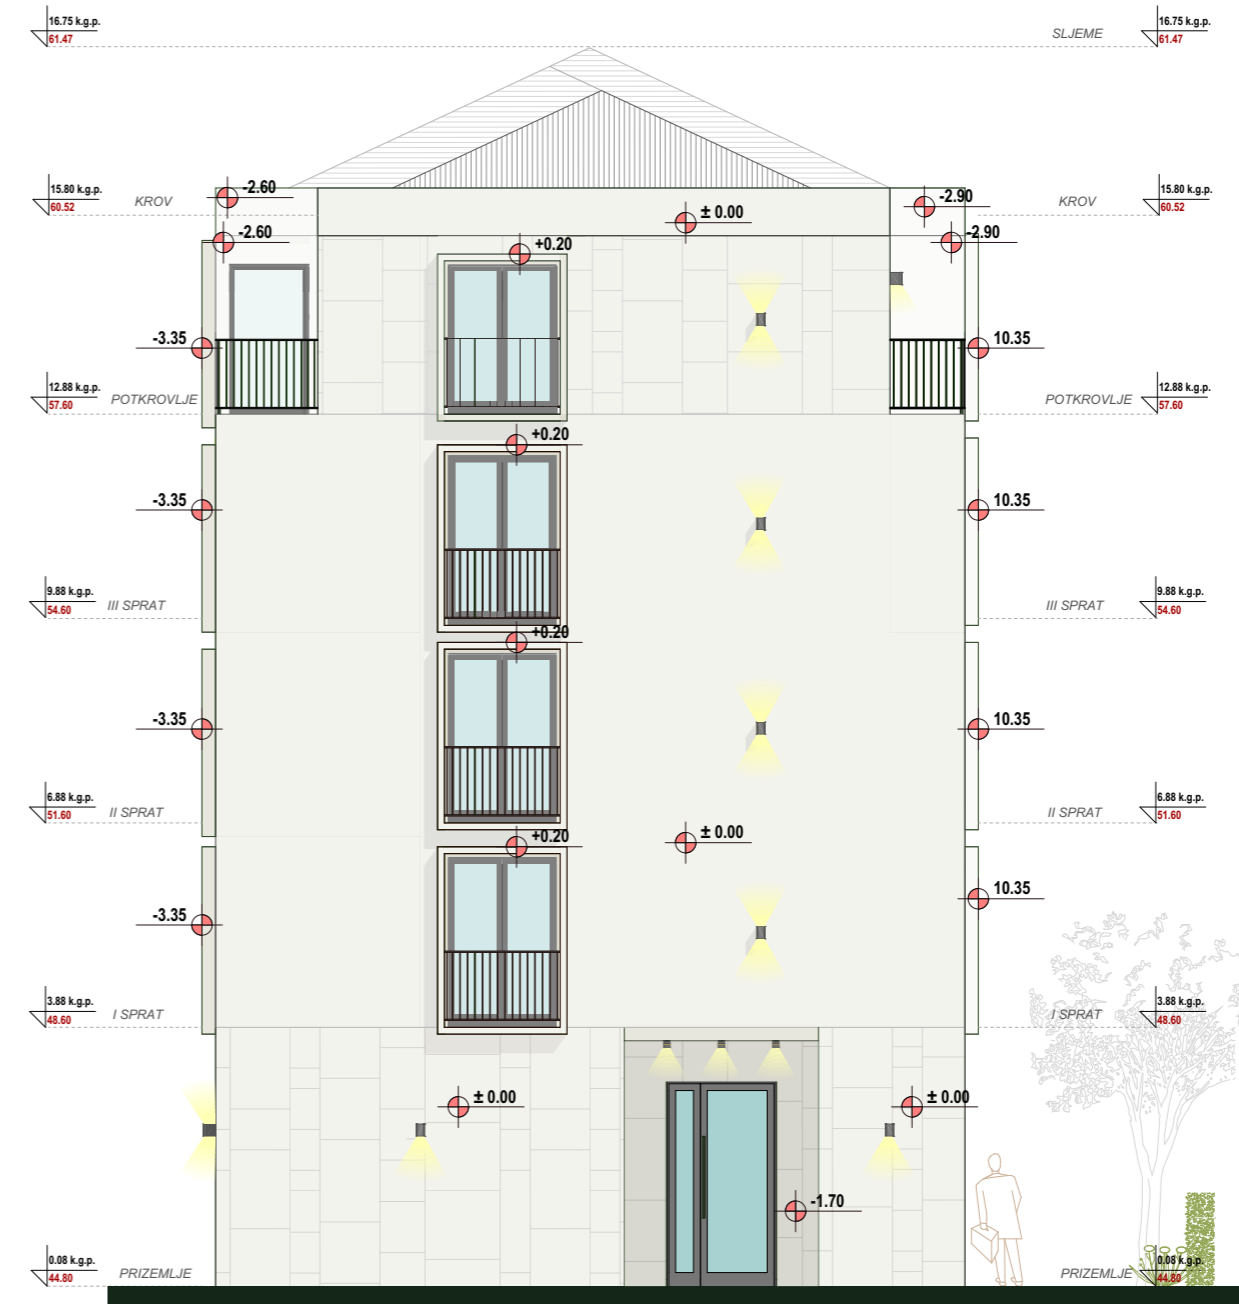 16.75 k.g.p.
61.47
SLJEME
16.75 k.g.p.
61.47
15.80 k.g.p.
60.52
KROV
-2.60
-2.90
KROV
15.80 k.g.p.
60.52
± 0.00
-2.60
+0.20
-2.90
-3.35
10.35
12.88 k.g.p.
57.60
POTKROVLJE
POTKROVLJE
12.88 k.g.p.
57.60
+0.20
-3.35
10.35
9.88 k.g.p.
54.60
III SPRAT
III SPRAT
9.88 k.g.p.
54.60
+0.20
-3.35
10.35
6.88 k.g.p.
51.60
II SPRAT
II SPRAT
6.88 k.g.p.
51.60
+0.20
± 0.00
-3.35
10.35
3.88 k.g.p.
48.60
I SPRAT
I SPRAT
3.88 k.g.p.
48.60
± 0.00
± 0.00
-1.70
0.08 k.g.p.
44.80
PRIZEMLJE
PRIZEMLJE
0.08 k.g.p.
44.80